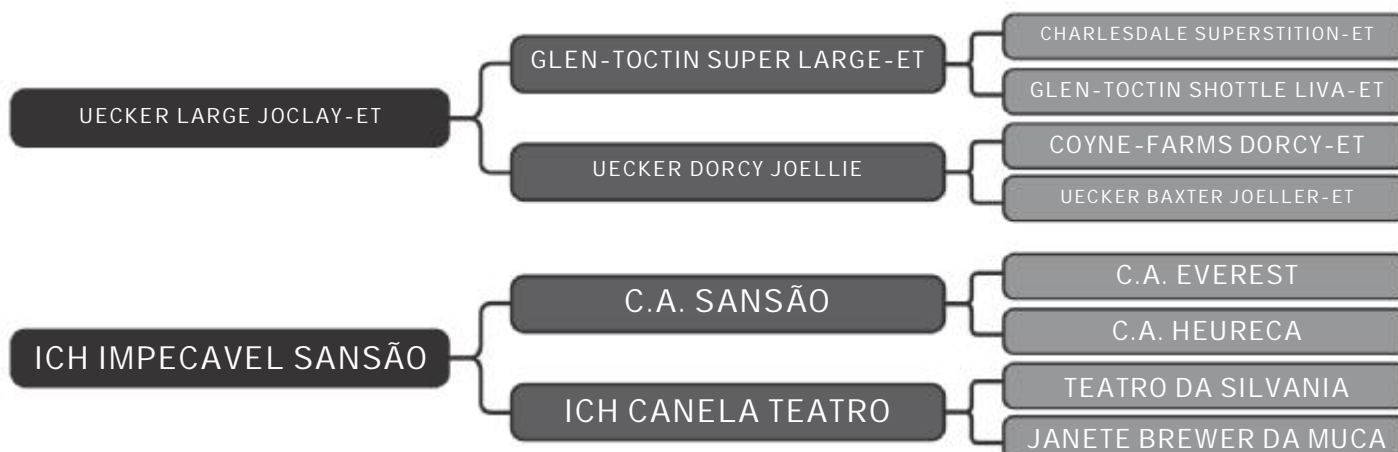 CHARLESDALE SUPERSTITION-ET
GLEN-TOCTIN SUPER LARGE-ET
GLEN-TOCTIN SHOTTLE LIVA-ET
UECKER LARGE JOCLAY-ET
COYNE-FARMS DORCY-ET
UECKER DORCY JOELLIE
UECKER BAXTER JOELLER-ET
C.A. EVEREST
C.A. SANSÃO
C.A. HEURECA
ICH IMPECAVEL SANSÃO
TEATRO DA SILVANIA
ICH CANELA TEATRO
JANETE BREWER DA MUCA